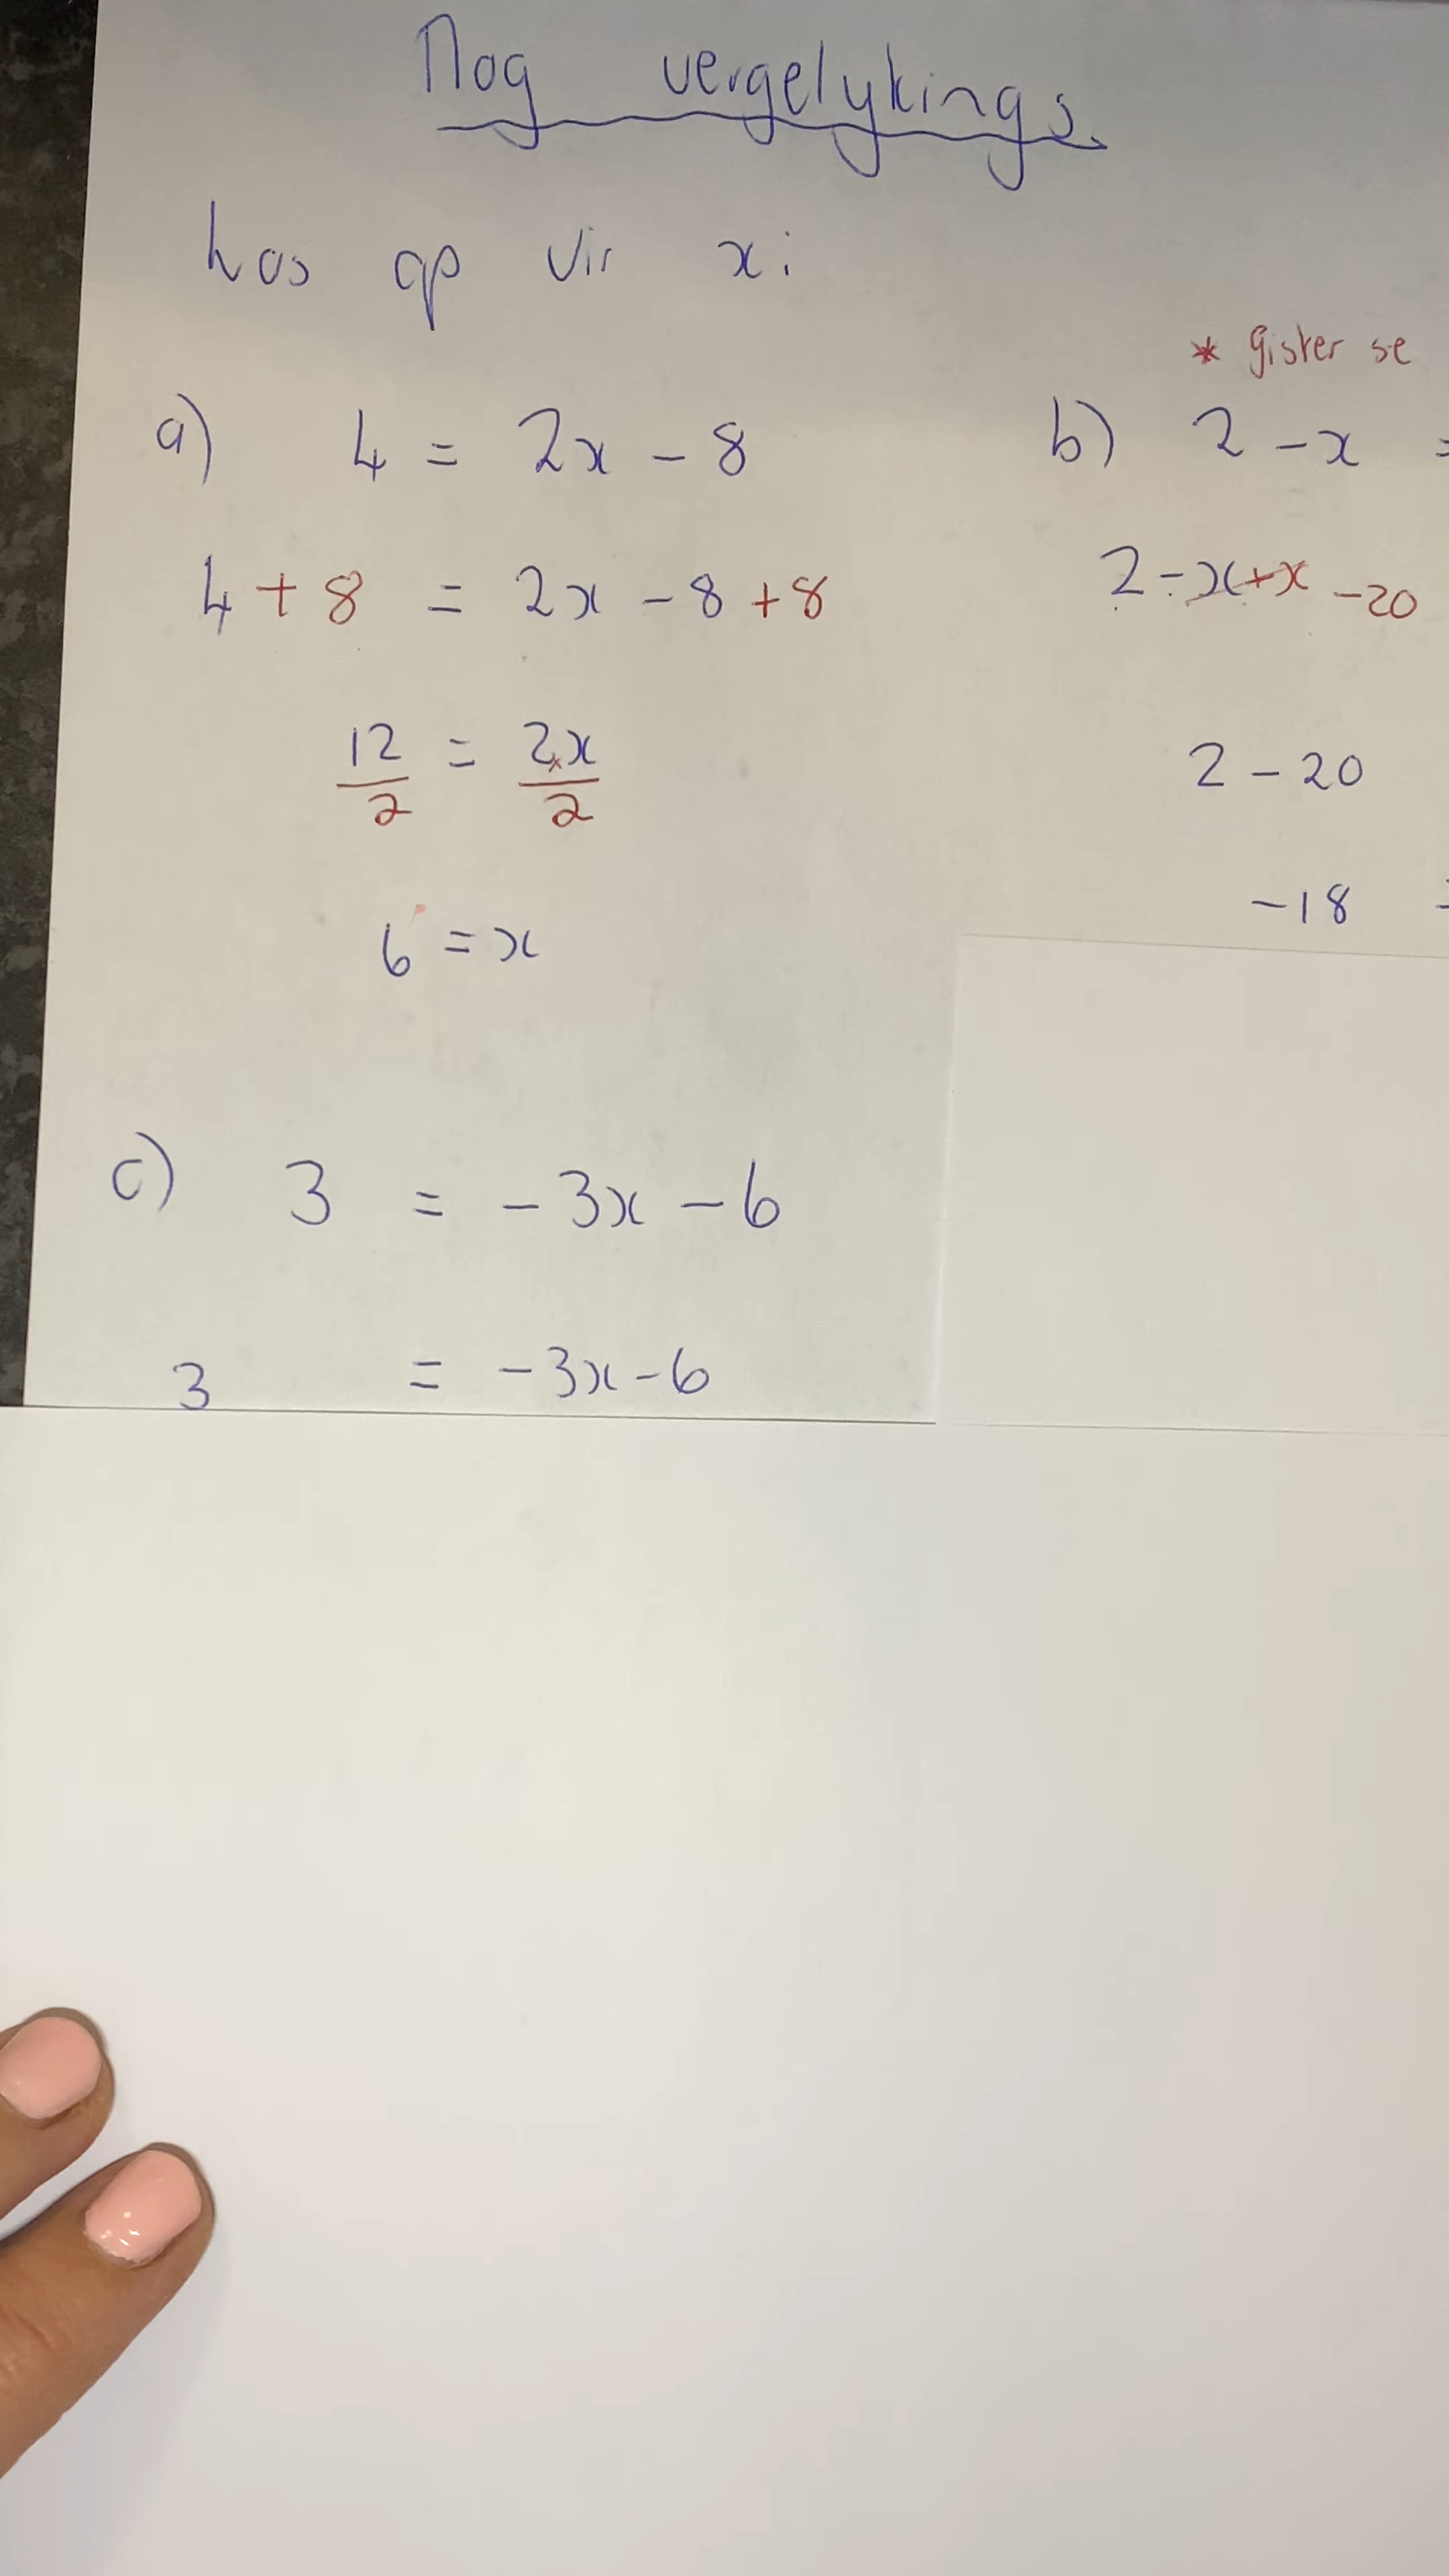 Nog vergelykings
Los op vir x:
* Gister se
a) 4 = 2x - 8
4 + 8 = 2x - 8 + 8
12/2 = 2x/2
6 = x
b) 2 - x =
2 - x + x - 20
2 - 20
-18 =
c) 3 = -3x - 6
3 = -3x - 6